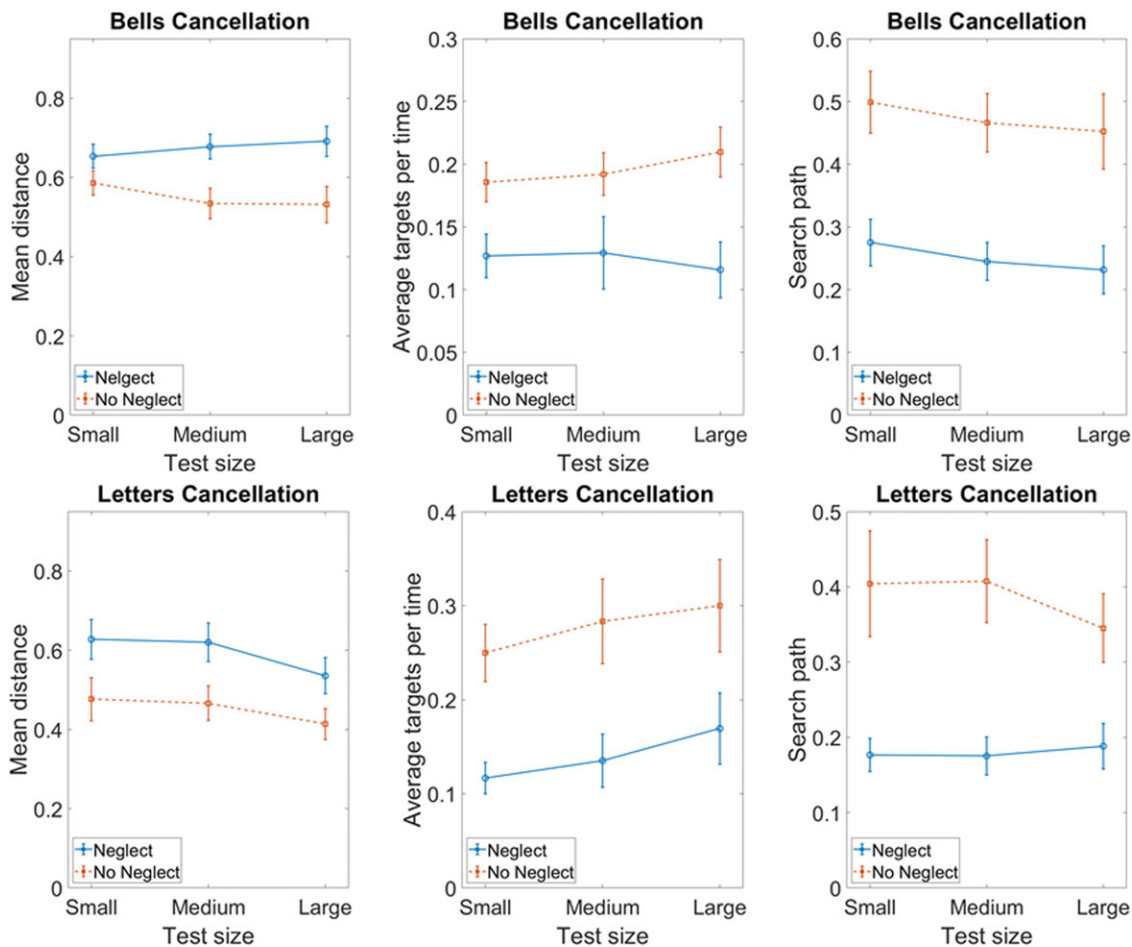 Bells Cancellation
Mean distance
0.8
0.6
0.4
0.2
0
Nelgect
No Neglect
Small Medium Large
Test size
Bells Cancellation
Average targets per time
0.3
0.25
0.2
0.15
0.1
0.05
0
Nelgect
No Neglect
Small Medium Large
Test size
Bells Cancellation
Search path
0.6
0.5
0.4
0.3
0.2
0.1
0
Nelgect
No Neglect
Small Medium Large
Test size
Letters Cancellation
Mean distance
0.8
0.6
0.4
0.2
0
Neglect
No Neglect
Small Medium Large
Test size
Letters Cancellation
Average targets per time
0.4
0.3
0.2
0.1
0
Neglect
No Neglect
Small Medium Large
Test size
Letters Cancellation
Search path
0.5
0.4
0.3
0.2
0.1
0
Neglect
No Neglect
Small Medium Large
Test size